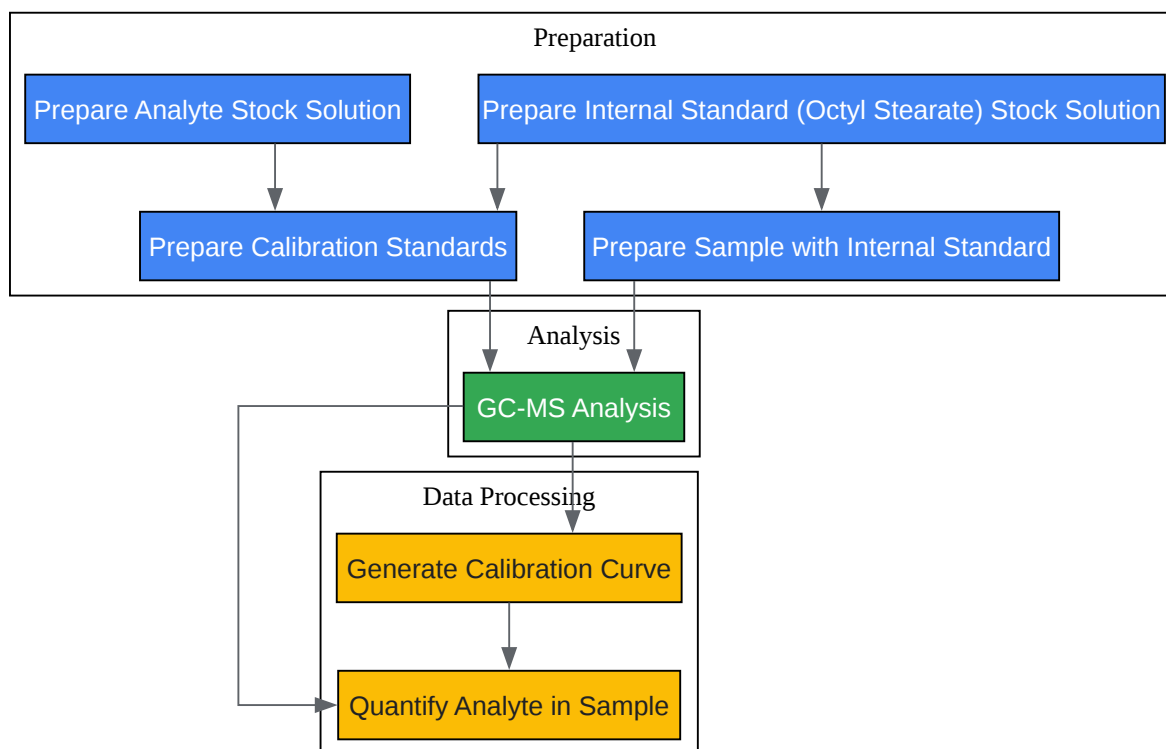 Preparation
Prepare Analyte Stock Solution
Prepare Internal Standard (Octyl Stearate) Stock Solution
Prepare Calibration Standards
Prepare Sample with Internal Standard
Analysis
GC-MS Analysis
Data Processing
Generate Calibration Curve
Quantify Analyte in Sample